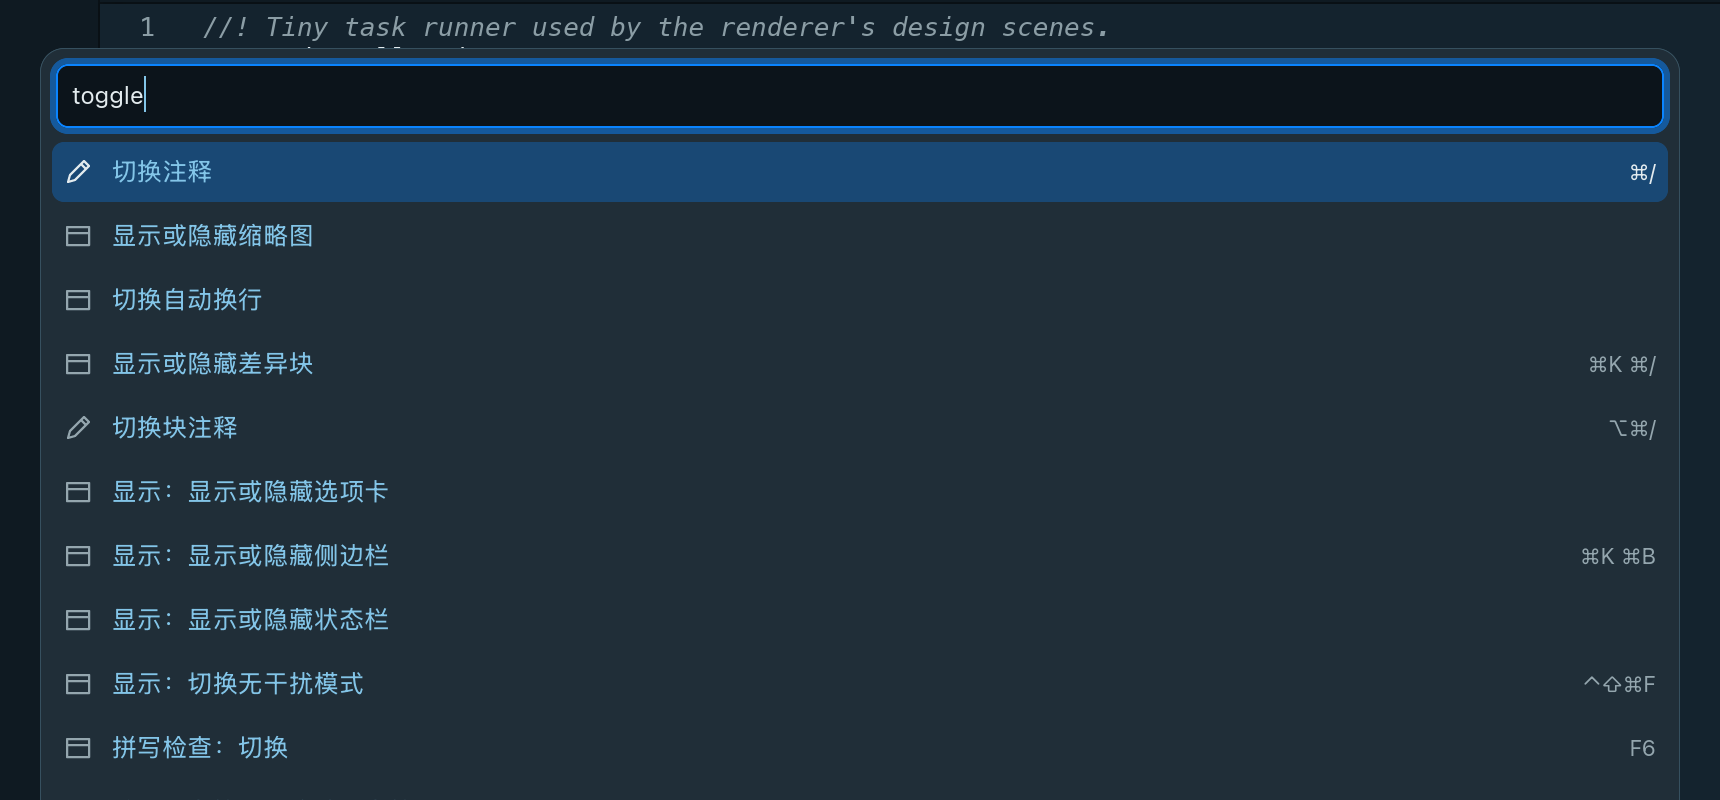 1 //! Tiny task runner used by the renderer's design scenes.
toggle
切换注释 ⌘/
显示或隐藏缩略图
切换自动换行
显示或隐藏差异块 ⌘K ⌘/
切换块注释 ⌥⌘/
显示：显示或隐藏选项卡
显示：显示或隐藏侧边栏 ⌘K ⌘B
显示：显示或隐藏状态栏
显示：切换无干扰模式 ^⇧⌘F
拼写检查：切换 F6